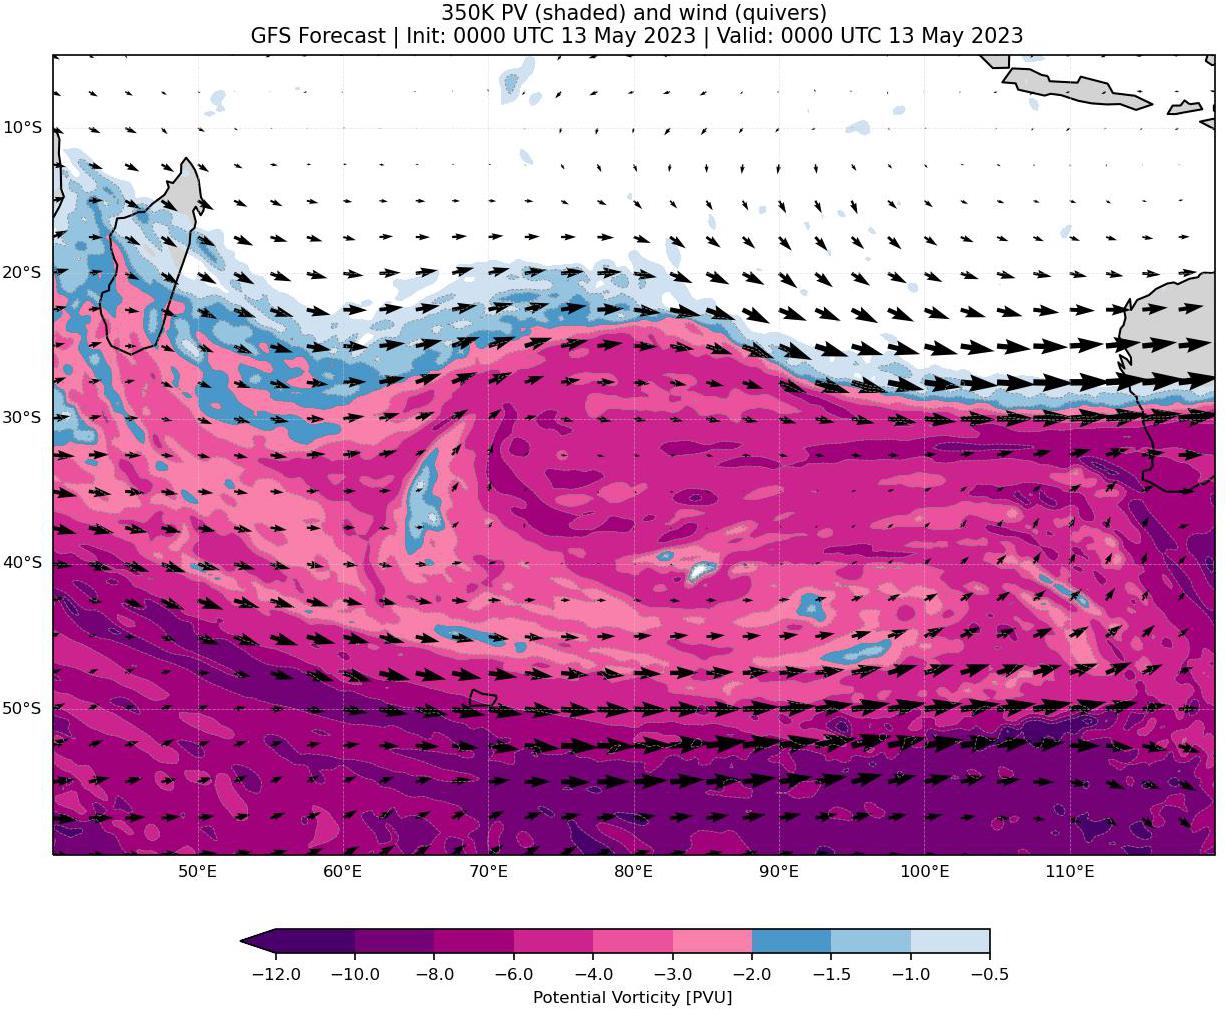 350K PV (shaded) and wind (quivers)
GFS Forecast | Init: 0000 UTC 13 May 2023 | Valid: 0000 UTC 13 May 2023
10°S
20°S
30°S
40°S
50°S
50°E 60°E 70°E 80°E 90°E 100°E 110°E
−12.0 −10.0 −8.0 −6.0 −4.0 −3.0 −2.0 −1.5 −1.0 −0.5
Potential Vorticity [PVU]